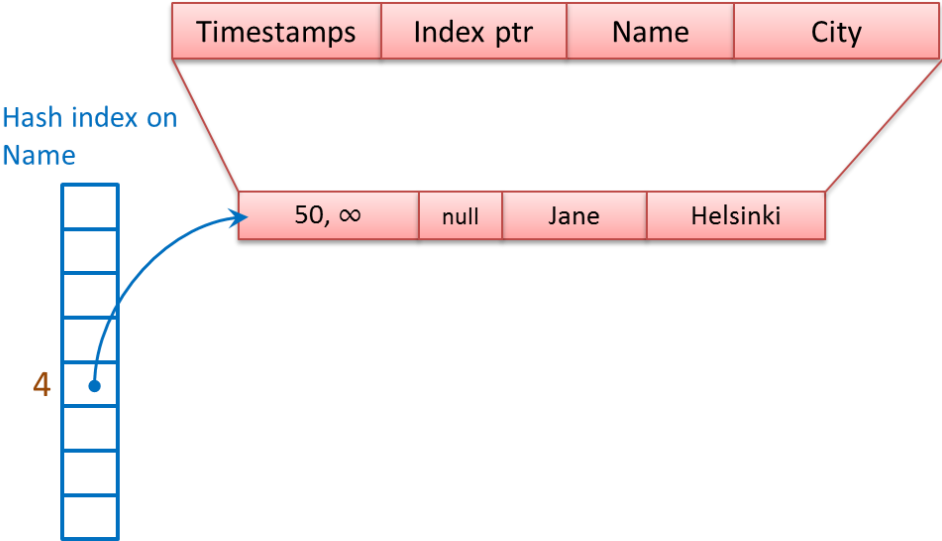 Timestamps Index ptr Name City
Hash index on
Name
50, ∞ null Jane Helsinki
4